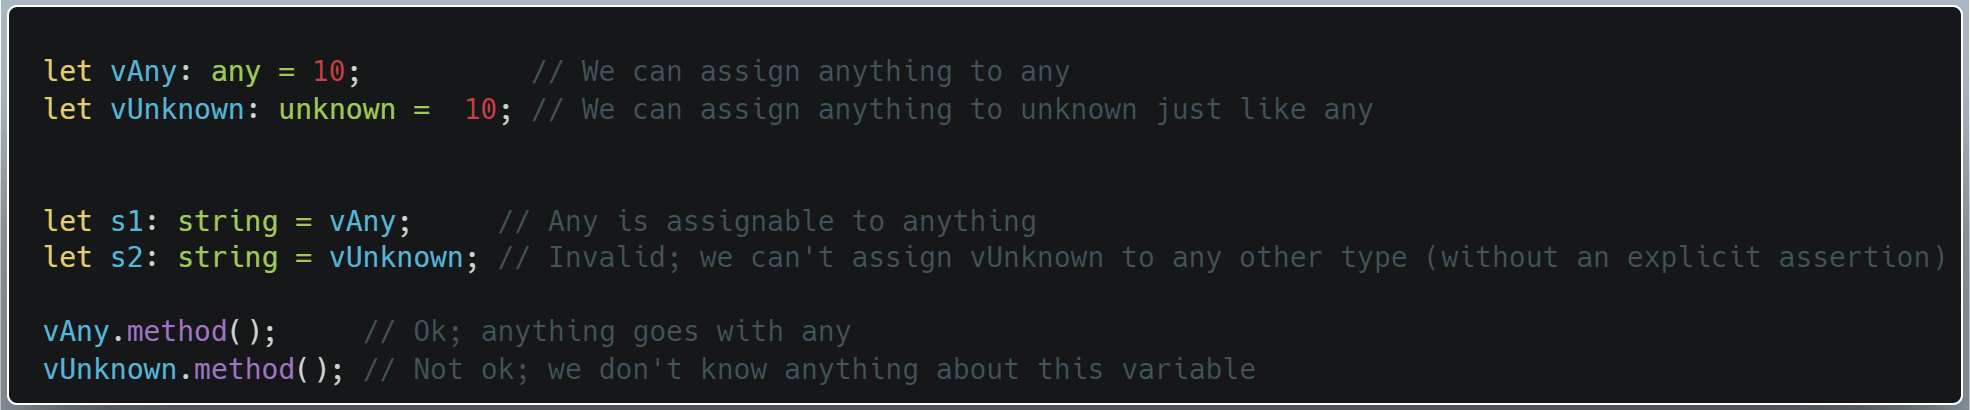 let vAny: any = 10;          // We can assign anything to any
let vUnknown: unknown =  10; // We can assign anything to unknown just like any
let s1: string = vAny;     // Any is assignable to anything
let s2: string = vUnknown; // Invalid; we can't assign vUnknown to any other type (without an explicit assertion)
vAny.method();     // Ok; anything goes with any
vUnknown.method(); // Not ok; we don't know anything about this variable